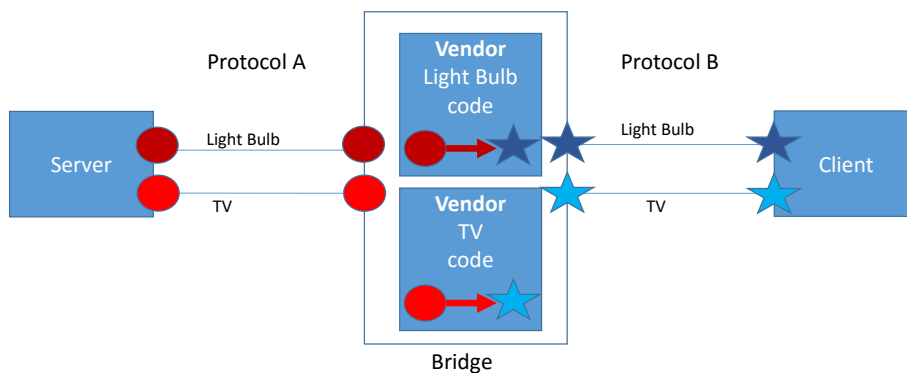 Protocol A
Vendor
Light Bulb
code
Protocol B
Server
Light Bulb
TV
Vendor
TV
code
Light Bulb
TV
Client
Bridge